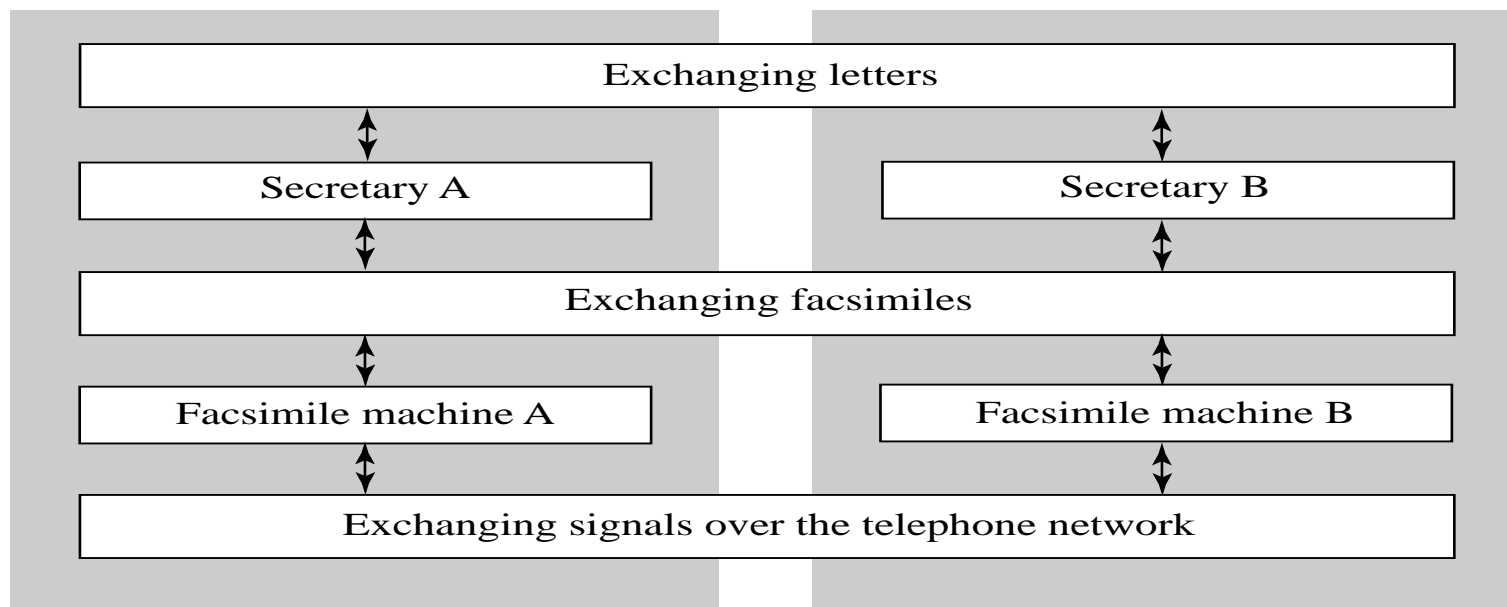 Exchanging letters
Secretary A
Secretary B
Exchanging facsimiles
Facsimile machine A
Facsimile machine B
Exchanging signals over the telephone network